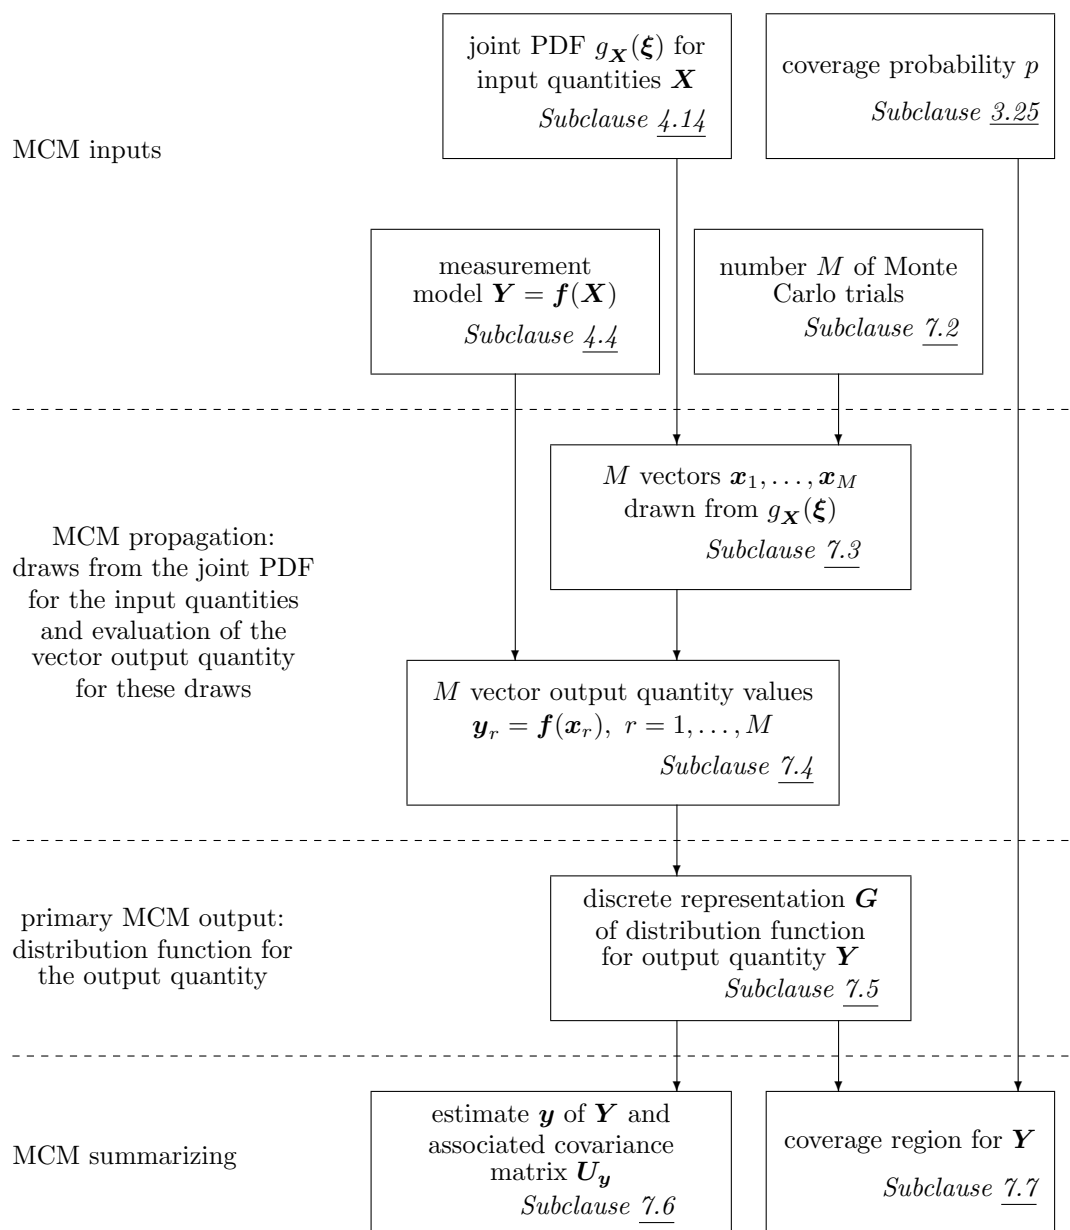 joint PDF g_X(ξ) for
input quantities X
Subclause 4.14
coverage probability p
Subclause 3.25
MCM inputs
measurement
model Y = f(X)
Subclause 4.4
number M of Monte
Carlo trials
Subclause 7.2
M vectors x₁, . . . , x_M
drawn from g_X(ξ)
Subclause 7.3
MCM propagation:
draws from the joint PDF
for the input quantities
and evaluation of the
vector output quantity
for these draws
M vector output quantity values
y_r = f(x_r), r = 1, . . . , M
Subclause 7.4
primary MCM output:
distribution function for
the output quantity
discrete representation G
of distribution function
for output quantity Y
Subclause 7.5
MCM summarizing
estimate y of Y and
associated covariance
matrix U_y
Subclause 7.6
coverage region for Y
Subclause 7.7